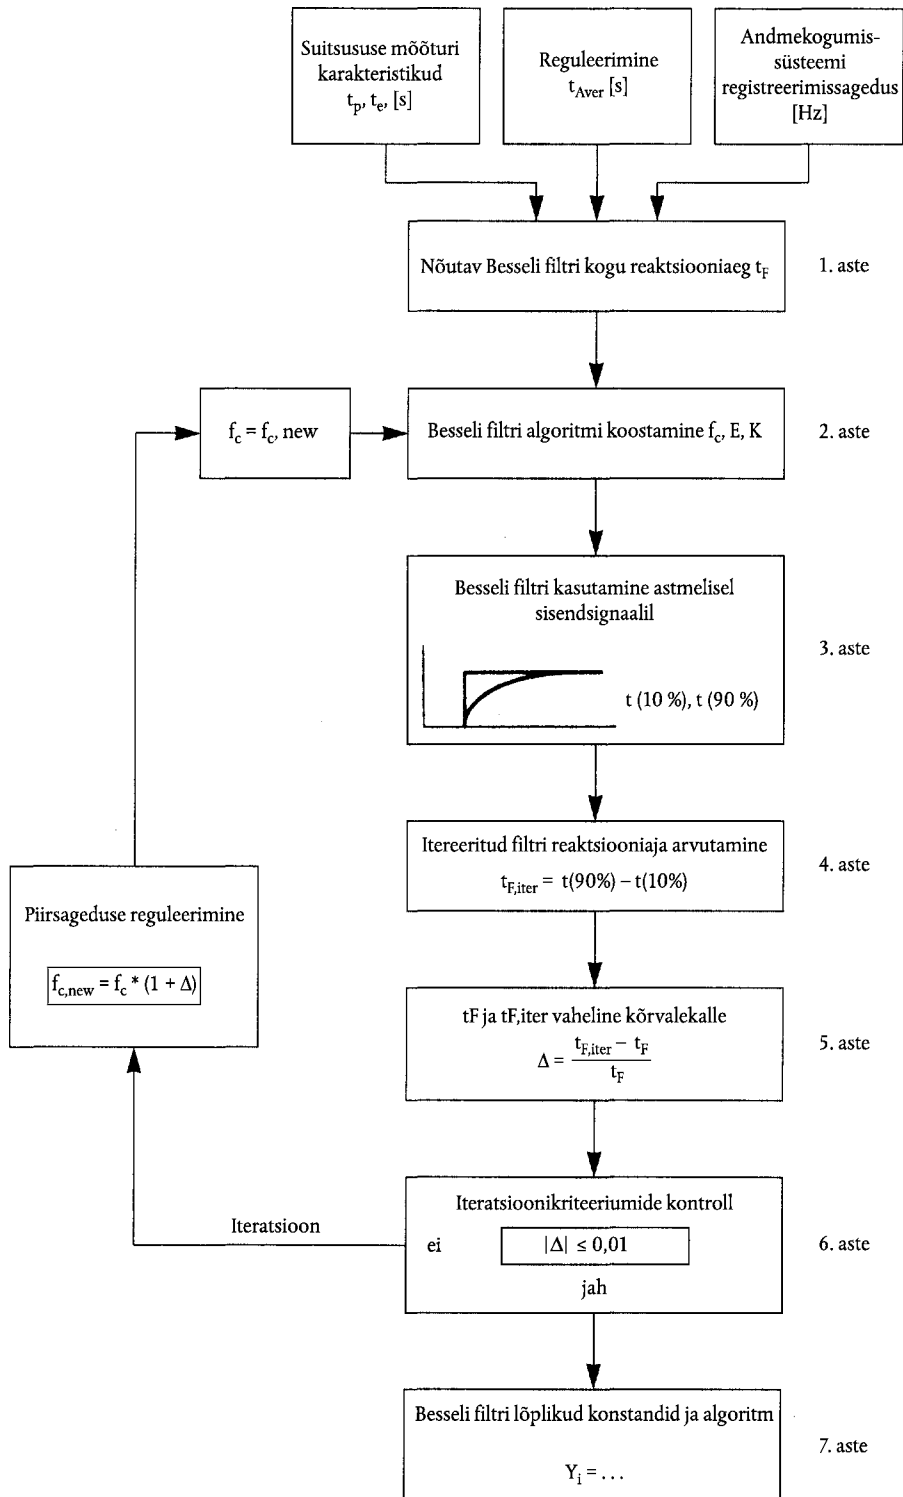 Suitsususe mõõturi
karakteristikud
t_p, t_e, [s]
Reguleerimine
t_Aver [s]
Andmekogumis-
süsteemi
registreerimissagedus
[Hz]
Nõutav Besseli filtri kogu reaktsiooniaeg t_F
1. aste
f_c = f_c, new
Besseli filtri algoritmi koostamine f_c, E, K
2. aste
Besseli filtri kasutamine astmelisel
sisendsignaalil
t (10 %), t (90 %)
3. aste
Itereeritud filtri reaktsiooniaja arvutamine
t_F,iter = t(90%) – t(10%)
4. aste
Piirsageduse reguleerimine
f_c,new = f_c * (1 + Δ)
tF ja tF,iter vaheline kõrvalekalle
Δ = (t_F,iter – t_F) / t_F
5. aste
Iteratsioonikriteeriumide kontroll
Iteratsioon
ei
|Δ| ≤ 0,01
jah
6. aste
Besseli filtri lõplikud konstandid ja algoritm
Y_i = . . .
7. aste